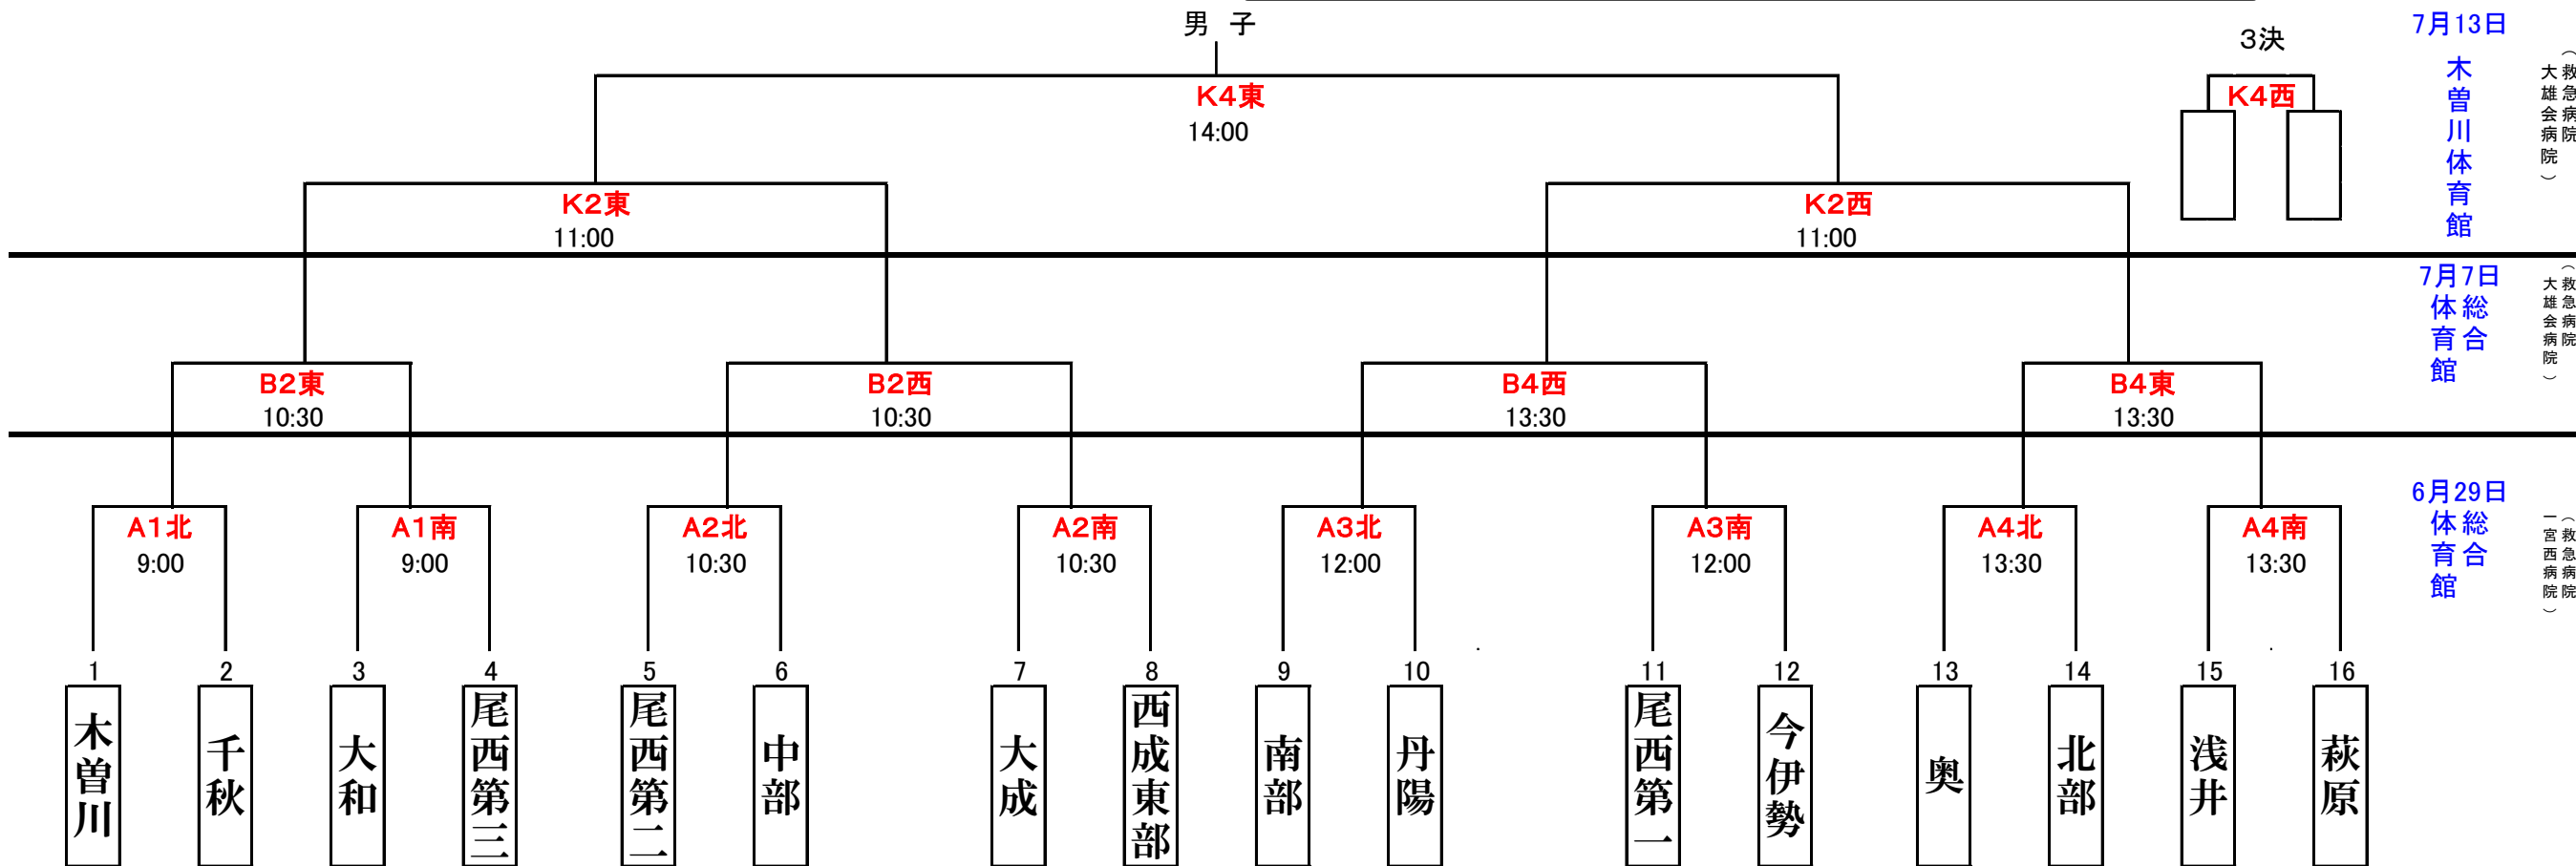 男 子
7月13日
3決
木曽川体育館
（救急病院
大雄会病院）
K4東
K4西
14:00
K2東
K2西
11:00
11:00
7月7日
総合
体育館
（救急病院
大雄会病院）
B2東
B2西
B4西
B4東
10:30
10:30
13:30
13:30
6月29日
総合
体育館
（救急病院
一宮西病院）
A1北
A1南
A2北
A2南
A3北
A3南
A4北
A4南
9:00
9:00
10:30
10:30
12:00
12:00
13:30
13:30
1
2
3
4
5
6
7
8
9
10
11
12
13
14
15
16
木曽川
千秋
大和
尾西第三
尾西第二
中部
大成
西成東部
南部
丹陽
尾西第一
今伊勢
奥
北部
浅井
萩原